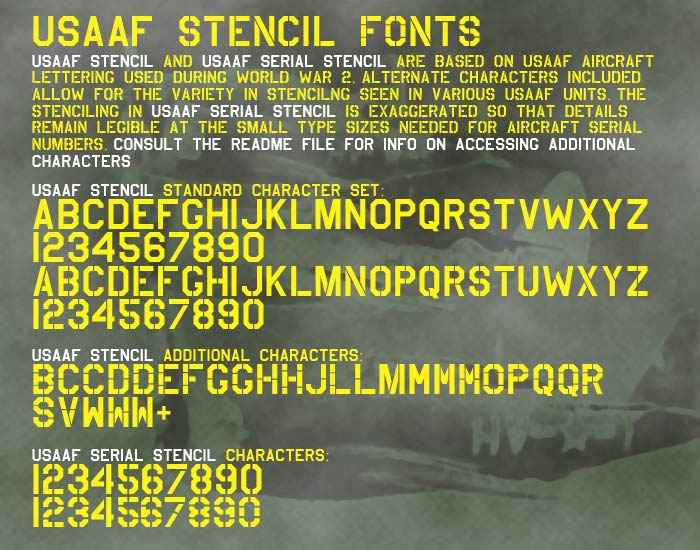 USAAF STENCIL FONTS
USAAF STENCIL AND USAAF SERIAL STENCIL ARE BASED ON USAAF AIRCRAFT
LETTERING USED DURING WORLD WAR 2. ALTERNATE CHARACTERS INCLUDED
ALLOW FOR THE VARIETY IN STENCILNG SEEN IN VARIOUS USAAF UNITS. THE
STENCILING IN USAAF SERIAL STENCIL IS EXAGGERATED SO THAT DETAILS
REMAIN LEGIBLE AT THE SMALL TYPE SIZES NEEDED FOR AIRCRAFT SERIAL
NUMBERS. CONSULT THE README FILE FOR INFO ON ACCESSING ADDITIONAL
CHARACTERS
USAAF STENCIL STANDARD CHARACTER SET:
ABCDEFGHIJKLMNOPQRSTUVWXYZ
1234567890
ABCDEFGHIJKLMNOPQRSTUVWXYZ
1234567890
USAAF STENCIL ADDITIONAL CHARACTERS:
BCCDDEFGGHHJLLMMMMOPQQR
SVWWW+
USAAF SERIAL STENCIL CHARACTERS:
1234567890
1234567890